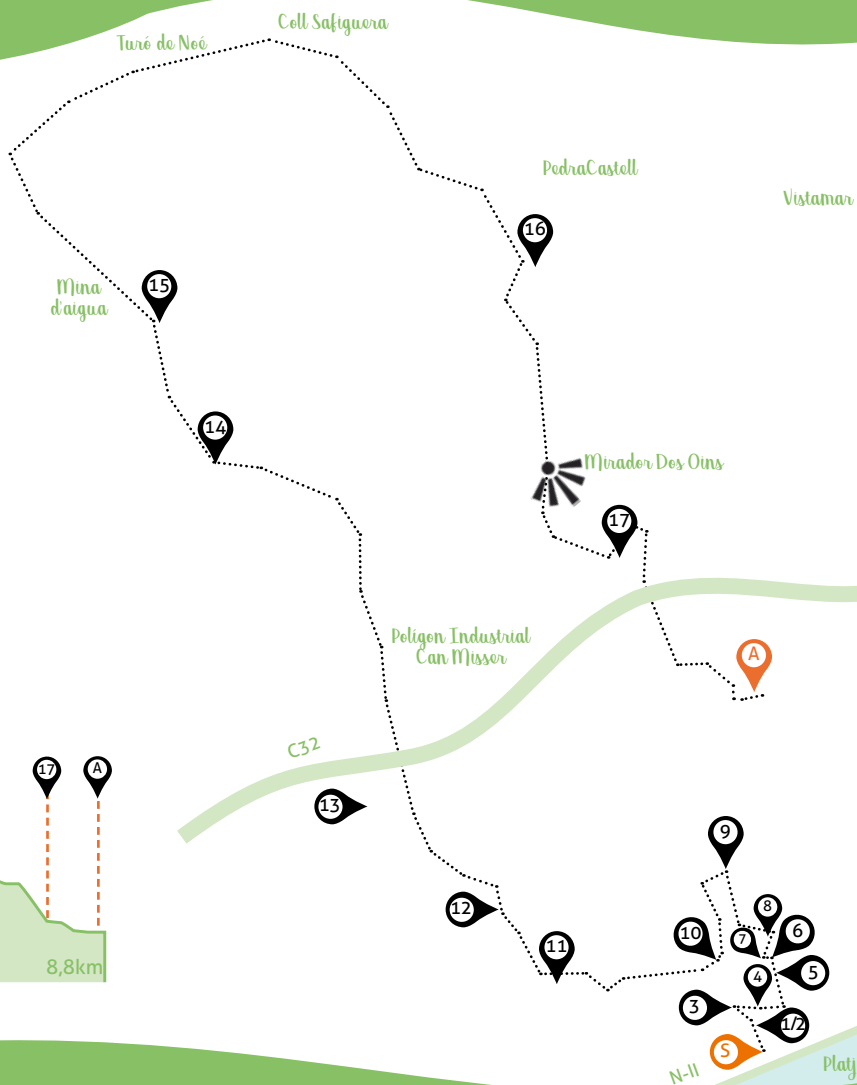 Coll Safiguera
Turó de Noé
PedraCastell
Vistamar
16
Mina
d'aigua
15
14
Mirador Dos Oins
17
Polígon Industrial
Can Misser
A
C32
17
A
13
9
12
8
10
7
6
11
4
5
8,8km
3
1/2
S
N-II
Platj